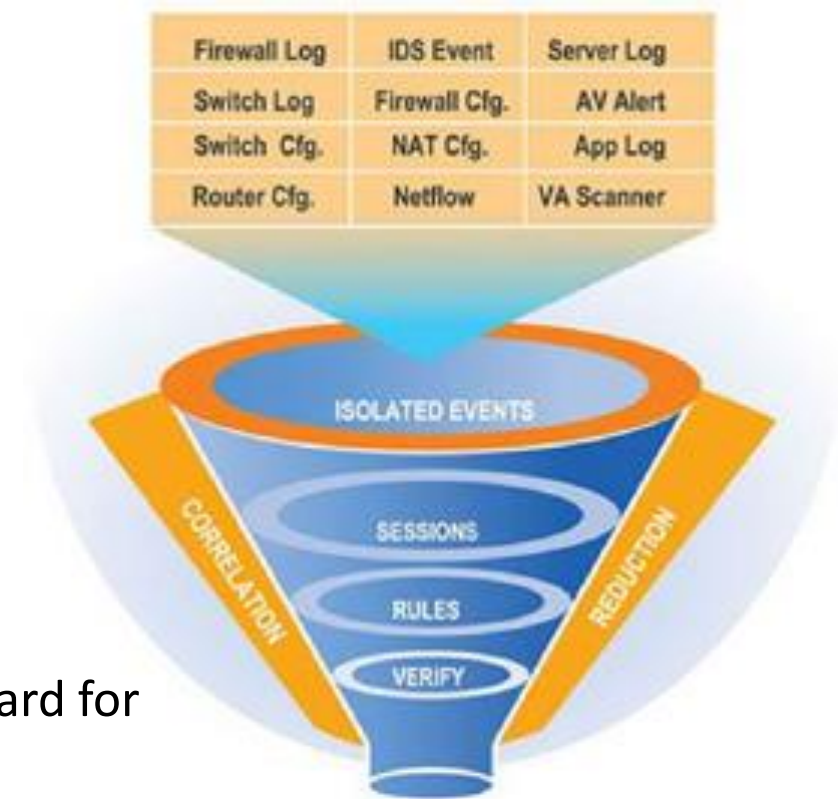 Firewall Log IDS Event Server Log
Switch Log Firewall Cfg. AV Alert
Switch Cfg. NAT Cfg. App Log
Router Cfg. Netflow VA Scanner
ISOLATED EVENTS
CORRELATION
REDUCTION
SESSIONS
RULES
VERIFY
ard for